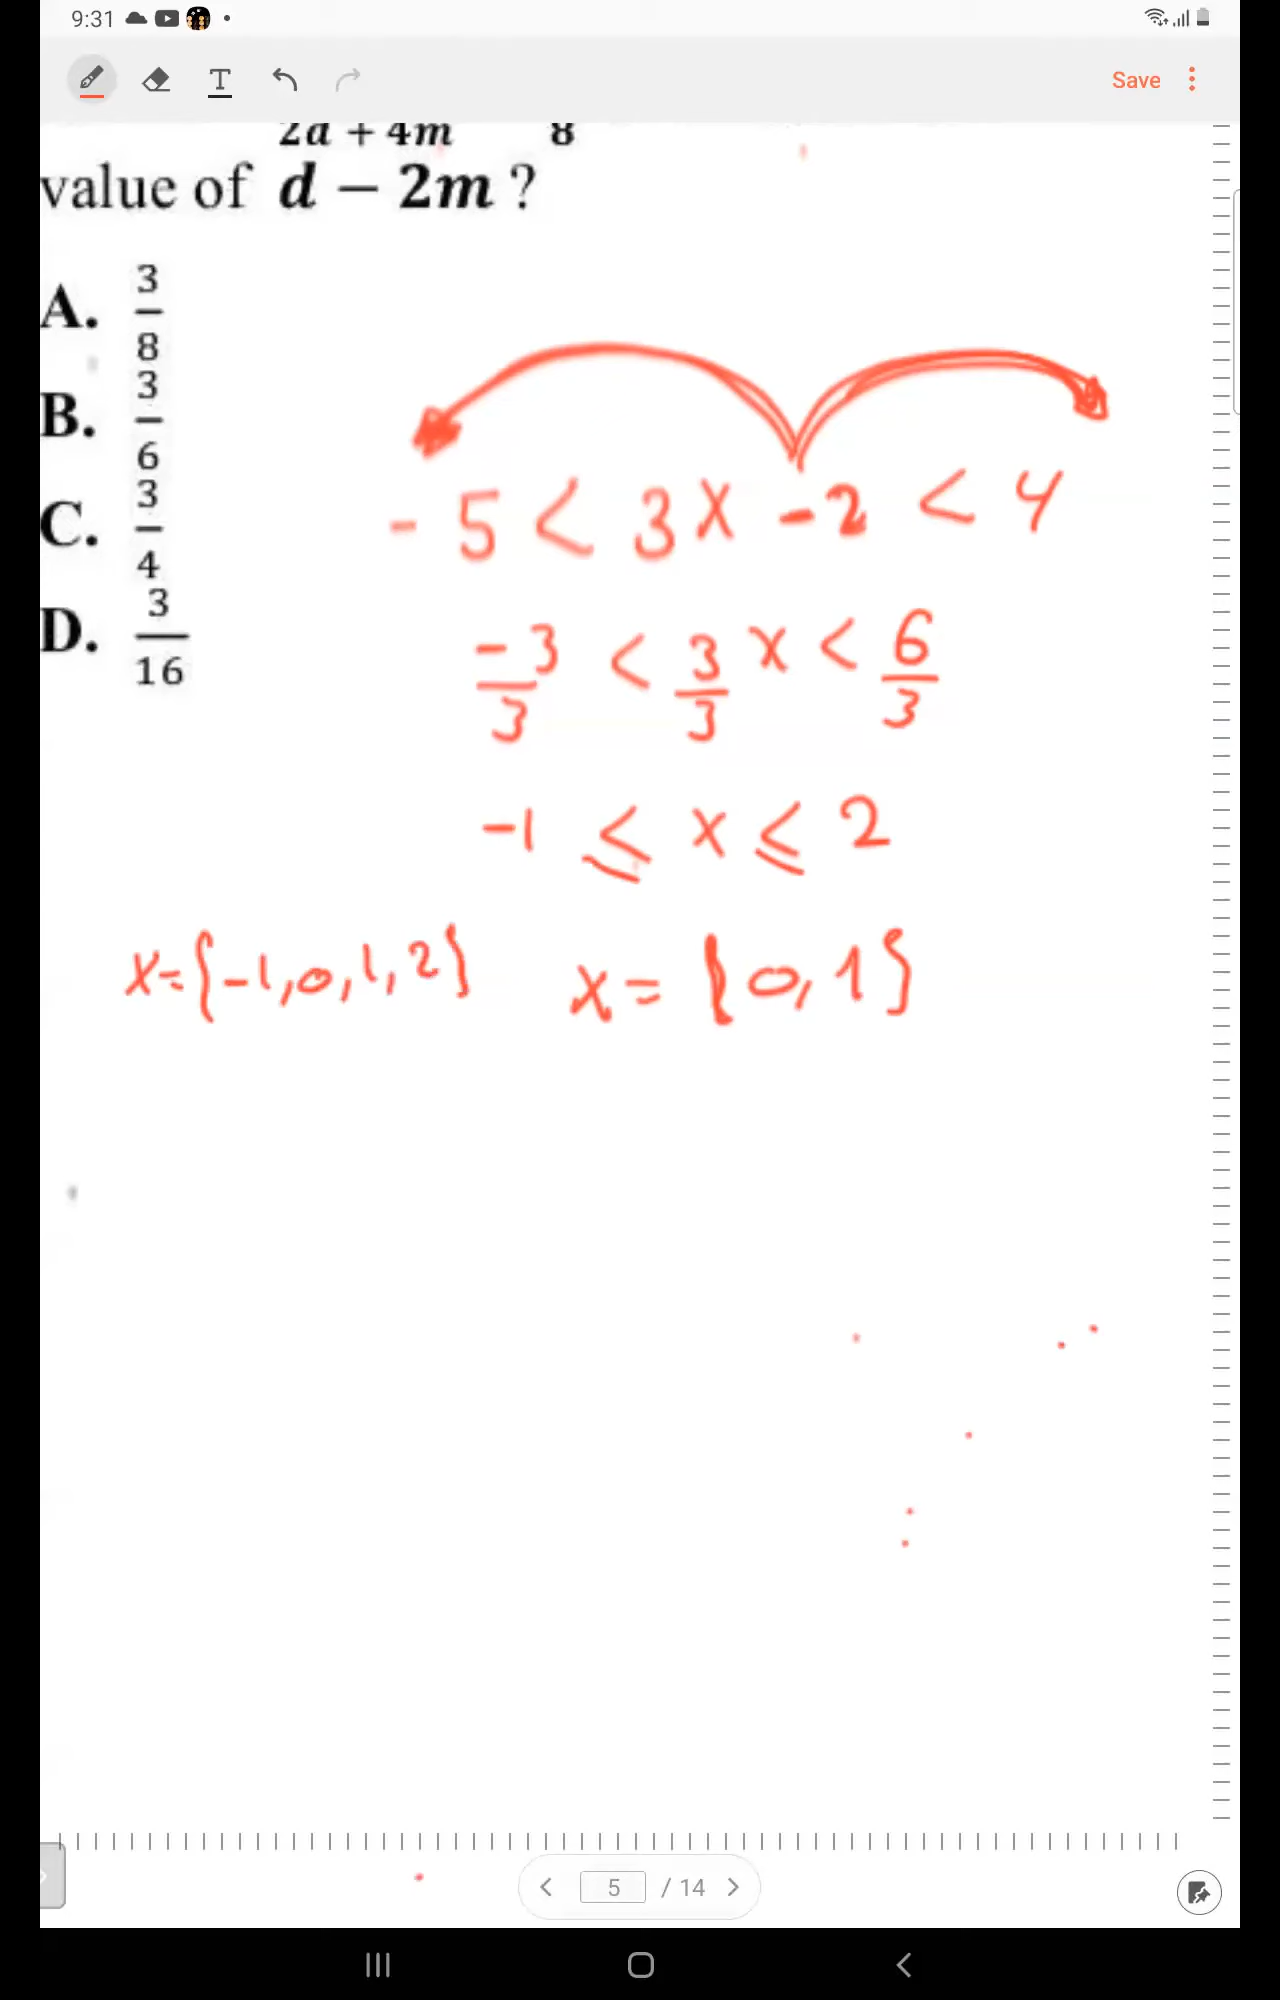 9:31
T
Save
2d + 4m 8
value of d − 2m ?
A. 3/8
B. 3/6
C. 3/4
D. 3/16
- 5 < 3x - 2 < 4
-3/3 < 3/3 x < 6/3
-1 ≤ x ≤ 2
x={-1,0,1,2} x = {0,1}
5 / 14